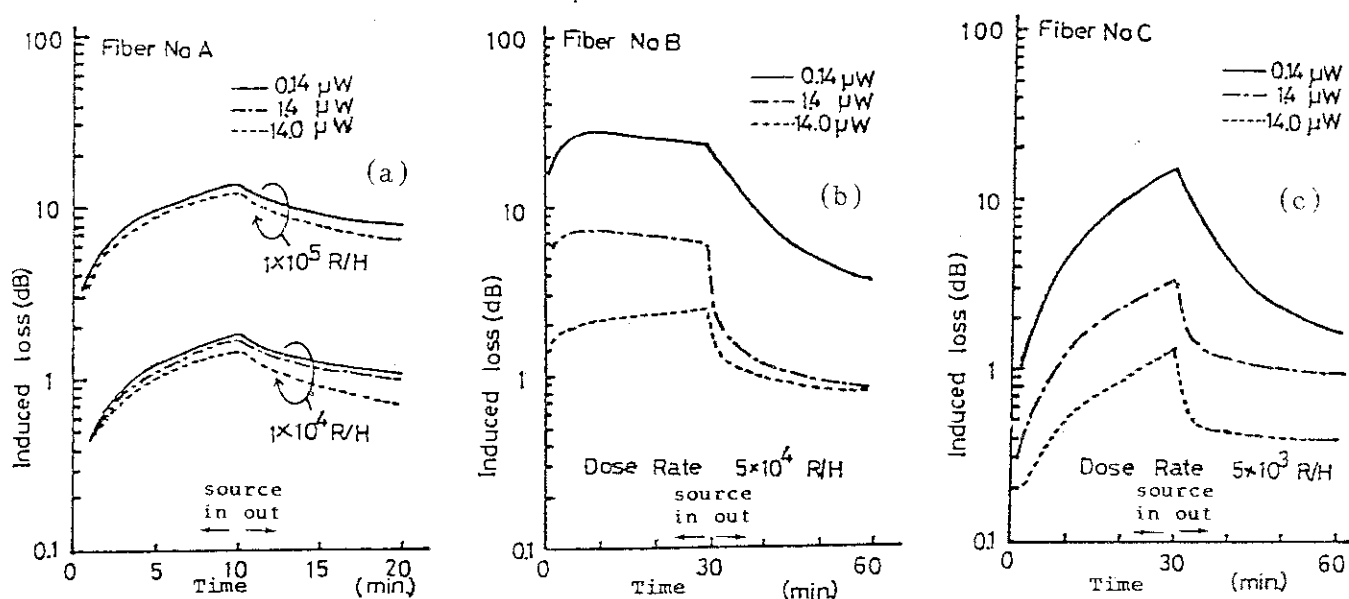 Fiber No A
0.14 μW
1.4 μW
14.0 μW
(a)
1×10⁵ R/H
1×10⁴ R/H
source
in out
100
10
1
0.1
Induced loss (dB)
0 5 10 15 20
Time (min.)
Fiber No B
0.14 μW
1.4 μW
14.0 μW
(b)
Dose Rate 5×10⁴ R/H
source
in out
100
10
1
0.1
Induced loss (dB)
0 30 60
Time (min.)
Fiber No C
0.14 μW
1.4 μW
14.0 μW
(c)
Dose Rate 5×10³ R/H
source
in out
100
10
1
0.1
Induced loss (dB)
0 30 60
Time (min.)